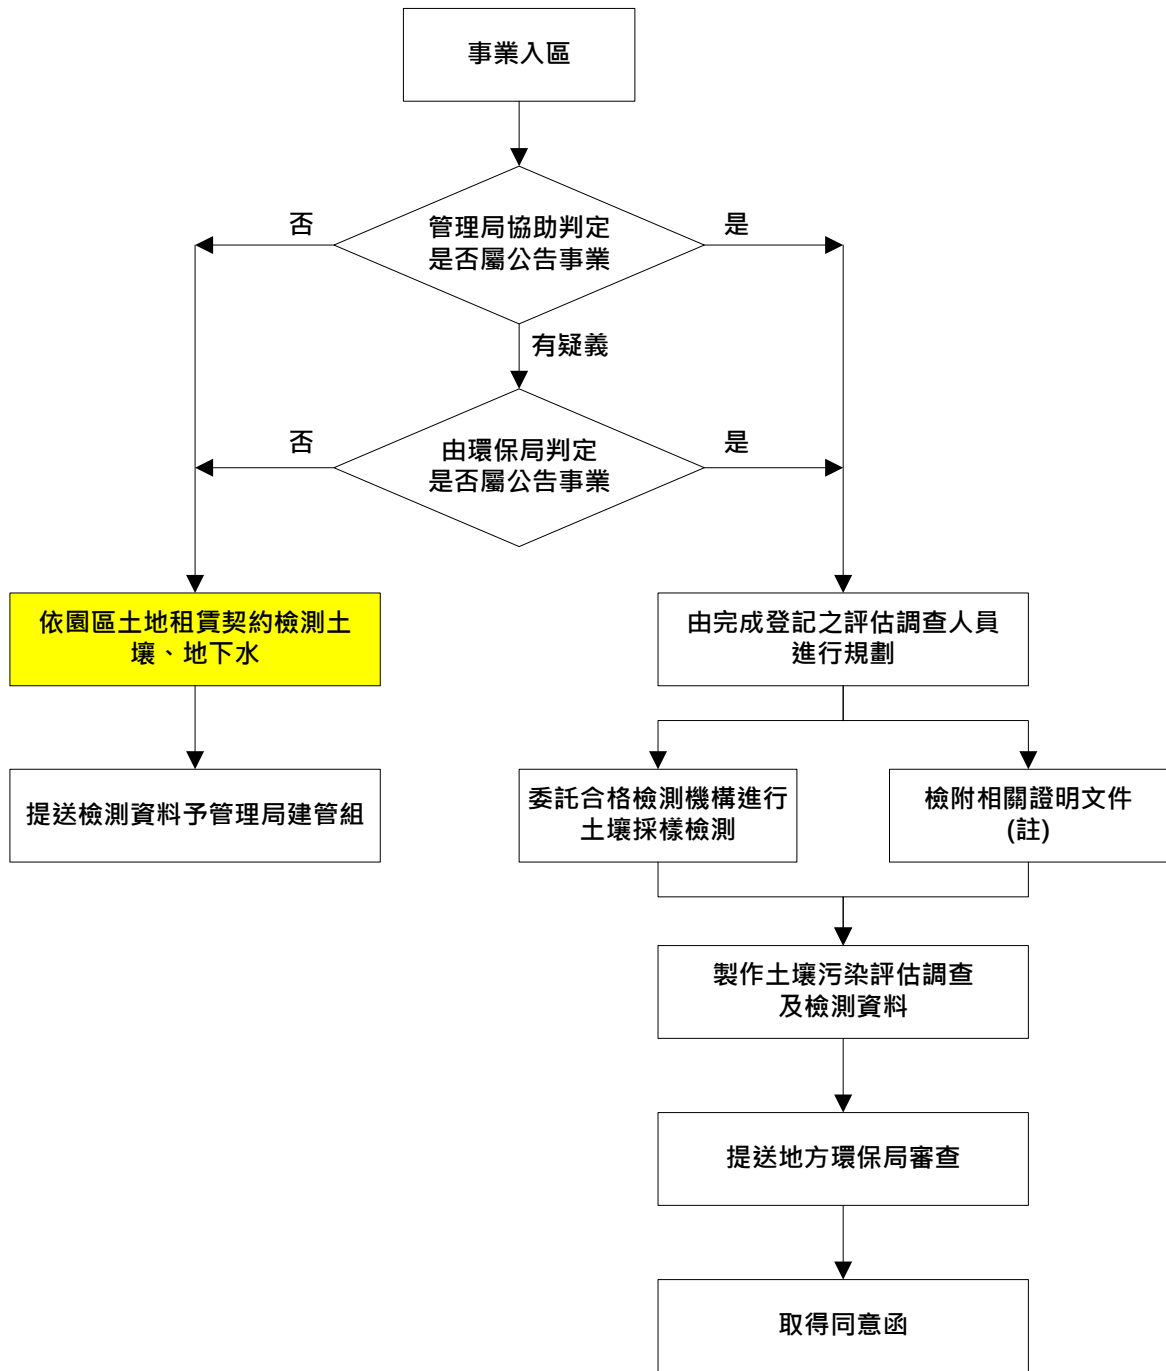 事業入區
管理局協助判定
是否屬公告事業
否
是
有疑義
由環保局判定
是否屬公告事業
否
是
依園區土地租賃契約檢測土
壤、地下水
由完成登記之評估調查人員
進行規劃
提送檢測資料予管理局建管組
委託合格檢測機構進行
土壤採樣檢測
檢附相關證明文件
(註)
製作土壤污染評估調查
及檢測資料
提送地方環保局審查
取得同意函